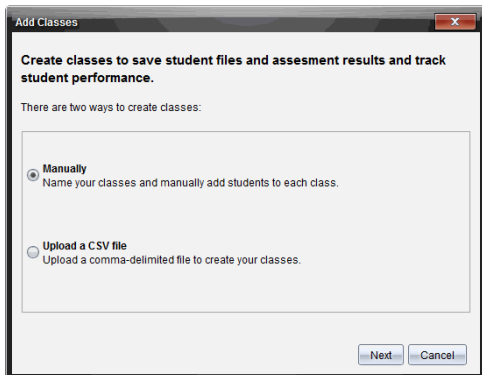 Add Classes
Create classes to save student files and assesment results and track
student performance.
There are two ways to create classes:
Manually
Name your classes and manually add students to each class.
Upload a CSV file
Upload a comma-delimited file to create your classes.
Next Cancel